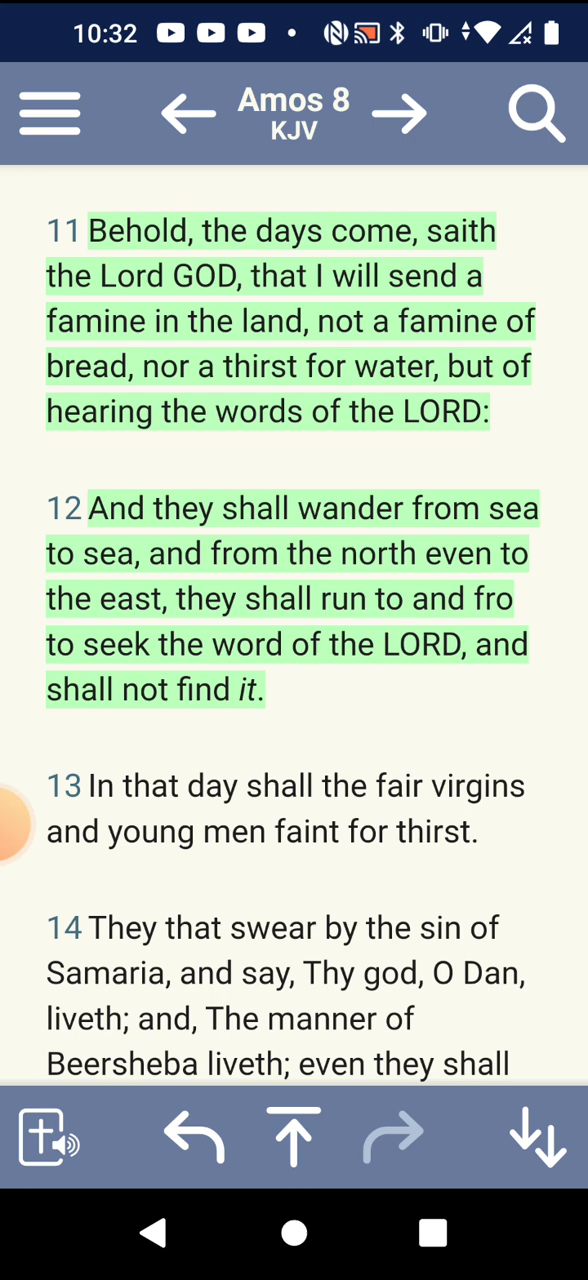 10:32
Amos 8
KJV
11 Behold, the days come, saith
the Lord GOD, that I will send a
famine in the land, not a famine of
bread, nor a thirst for water, but of
hearing the words of the LORD:
12 And they shall wander from sea
to sea, and from the north even to
the east, they shall run to and fro
to seek the word of the LORD, and
shall not find it.
13 In that day shall the fair virgins
and young men faint for thirst.
14 They that swear by the sin of
Samaria, and say, Thy god, O Dan,
liveth; and, The manner of
Beersheba liveth; even they shall